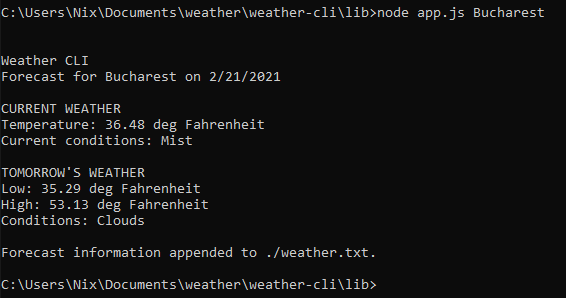 C:\Users\Nix\Documents\weather\weather-cli\lib>node app.js Bucharest
Weather CLI
Forecast for Bucharest on 2/21/2021
CURRENT WEATHER
Temperature: 36.48 deg Fahrenheit
Current conditions: Mist
TOMORROW'S WEATHER
Low: 35.29 deg Fahrenheit
High: 53.13 deg Fahrenheit
Conditions: Clouds
Forecast information appended to ./weather.txt.
C:\Users\Nix\Documents\weather\weather-cli\lib>